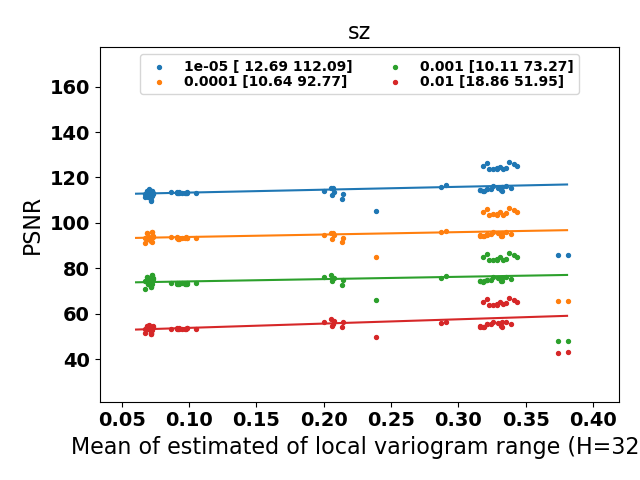 sz
1e-05 [ 12.69 112.09]
0.0001 [10.64 92.77]
0.001 [10.11 73.27]
0.01 [18.86 51.95]
PSNR
160
140
120
100
80
60
40
0.05 0.10 0.15 0.20 0.25 0.30 0.35 0.40
Mean of estimated of local variogram range (H=32